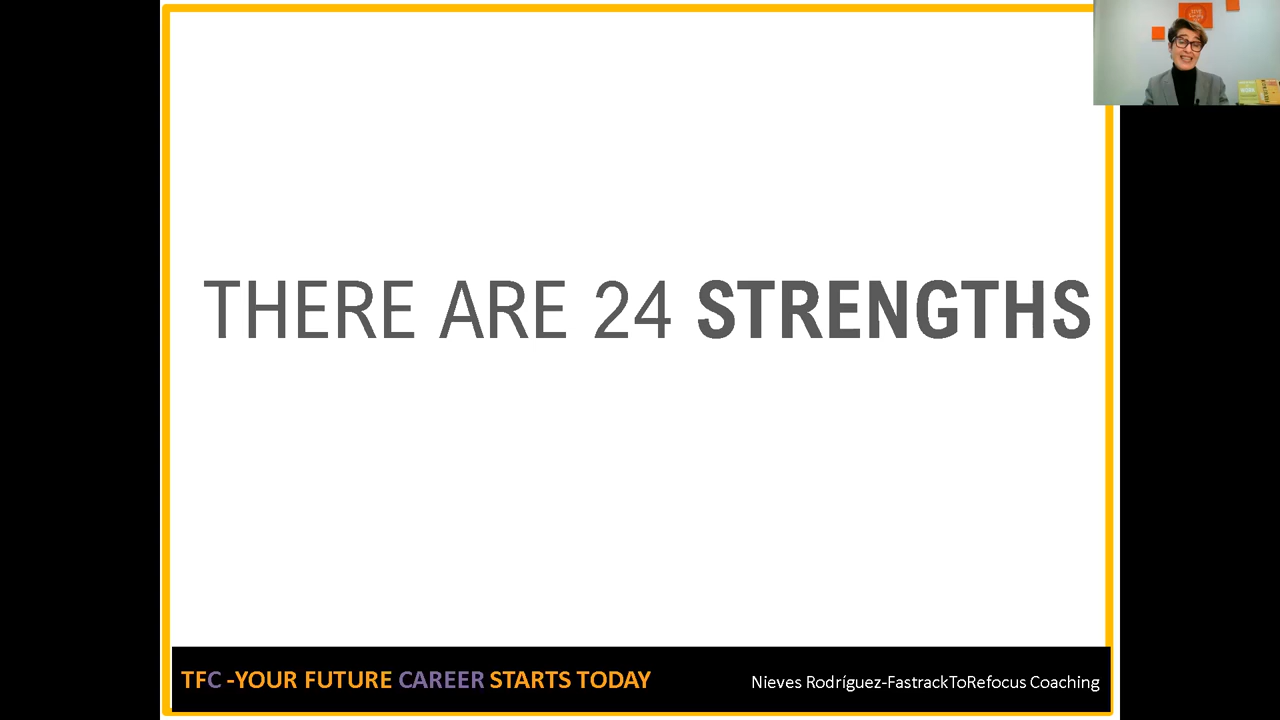 THERE ARE 24 STRENGTHS
TFC -YOUR FUTURE CAREER STARTS TODAY
Nieves Rodríguez-FastrackToRefocus Coaching